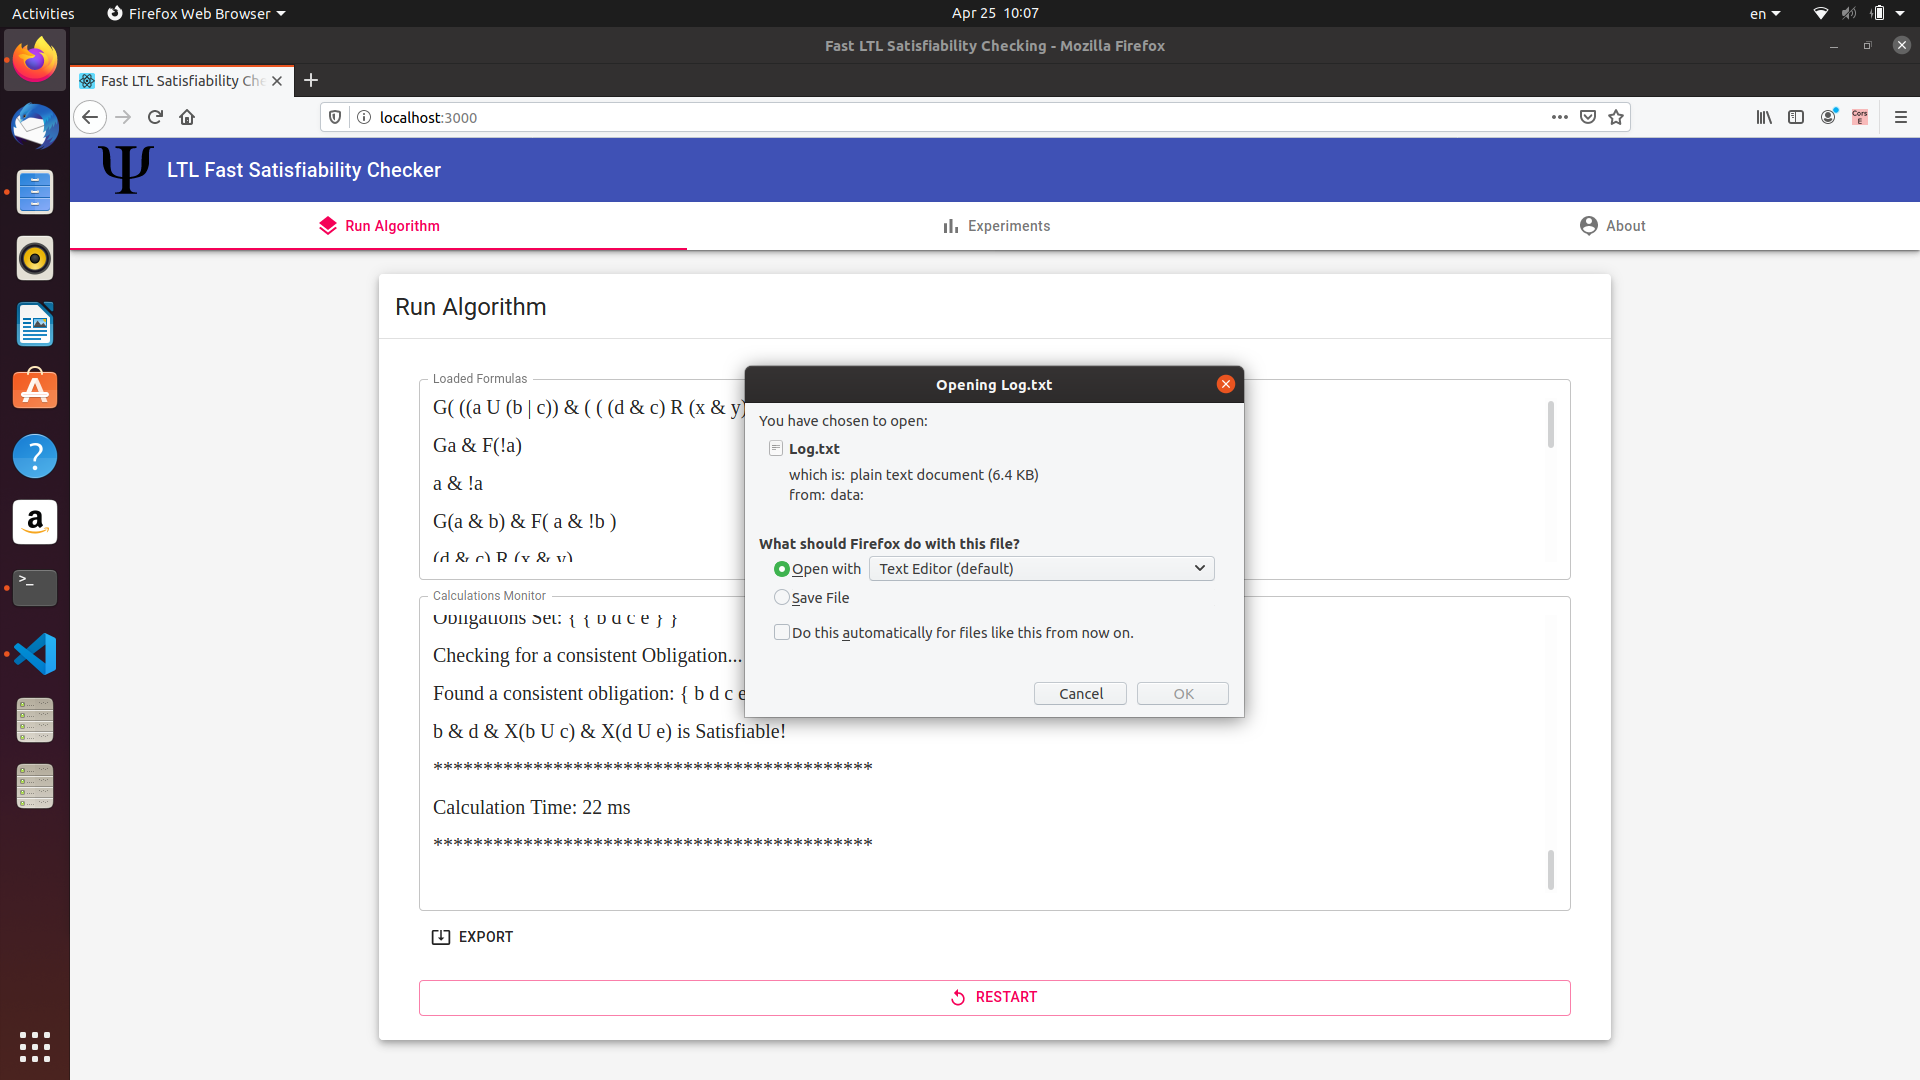 Activities
Firefox Web Browser
Apr 25 10:07
en
Fast LTL Satisfiability Checking - Mozilla Firefox
Fast LTL Satisfiability Che
localhost:3000
Cors E
Ψ LTL Fast Satisfiability Checker
Run Algorithm
Experiments
About
Run Algorithm
Loaded Formulas
G( ((a U (b | c)) & ( ( ( (d & c) R (x & y)
Ga & F(!a)
a & !a
G(a & b) & F( a & !b )
(d & c) R (x & y)
Calculations Monitor
Obligations Set: { { b d c e } }
Checking for a consistent Obligation...
Found a consistent obligation: { b d c e
b & d & X(b U c) & X(d U e) is Satisfiable!
********************************************
Calculation Time: 22 ms
********************************************
EXPORT
RESTART
Opening Log.txt
You have chosen to open:
Log.txt
which is: plain text document (6.4 KB)
from: data:
What should Firefox do with this file?
Open with
Text Editor (default)
Save File
Do this automatically for files like this from now on.
Cancel
OK